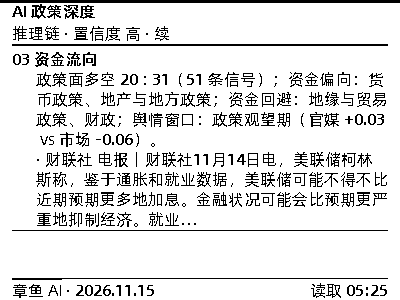 AI 政策深度
推理链 · 置信度 高 · 续
03 资金流向
政策面多空 20 : 31（51 条信号）；资金偏向：货
币政策、地产与地方政策；资金回避：地缘与贸易
政策、财政；舆情窗口：政策观望期（官媒 +0.03
vs 市场 -0.06）。
· 财联社 电报｜财联社11月14日电，美联储柯林
斯称，鉴于通胀和就业数据，美联储可能不得不比
近期预期更多地加息。金融状况可能会比预期更严
重地抑制经济。就业…
章鱼 AI · 2026.11.15
读取 05:25